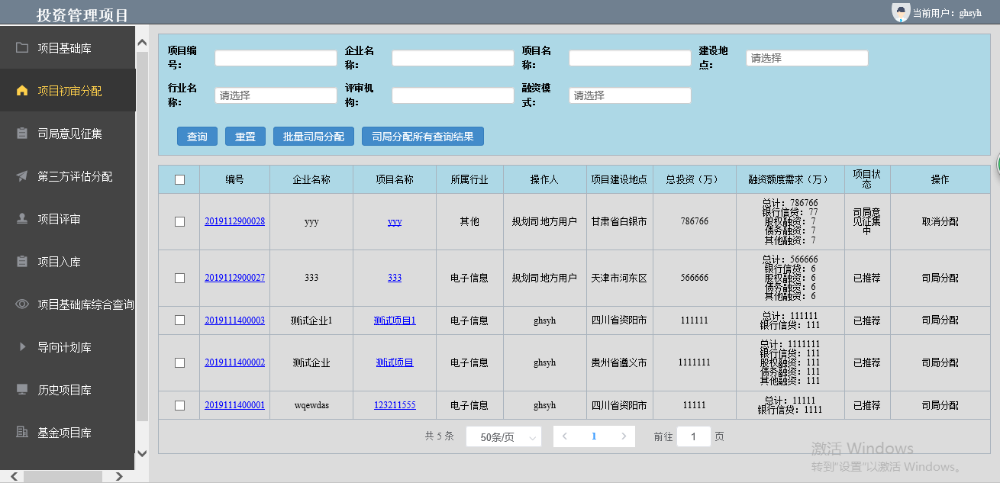 投资管理项目
当前用户：ghsyh
项目基础库
项目初审分配
司局意见征集
第三方评估分配
项目评审
项目入库
项目基础库综合查询
导向计划库
历史项目库
基金项目库
项目编
号：
企业名
称：
项目名
称：
建设地
点：
请选择
行业名
称：
请选择
评审机
构：
融资模
式：
请选择
查询 重置 批量司局分配 司局分配所有查询结果
编号 企业名称 项目名称 所属行业 操作人 项目建设地点 总投资（万） 融资额度需求（万） 项目状
态
操作
2019112900028 yyy yyy 其他 规划司地方用户 甘肃省白银市 786766
总计：786766
银行信贷：77
股权融资：7
债务融资：7
其他融资：7
司局意
见征集
中
取消分配
2019112900027 333 333 电子信息 规划司地方用户 天津市河东区 566666
总计：566666
银行信贷：6
股权融资：6
债务融资：6
其他融资：6
已推荐 司局分配
2019111400003 测试企业1 测试项目1 电子信息 ghsyh 四川省资阳市 111111
总计：111111
银行信贷：111
已推荐 司局分配
2019111400002 测试企业 测试项目 电子信息 ghsyh 贵州省遵义市 1111111
总计：1111111
银行信贷：111
股权融资：111
债务融资：111
其他融资：111
已推荐 司局分配
2019111400001 wqewdas 123211555 电子信息 ghsyh 四川省资阳市 11111
总计：11111
银行信贷：1111
已推荐 司局分配
共 5 条 50条/页 1 前往 1 页
激活 Windows
转到“设置”以激活 Windows。